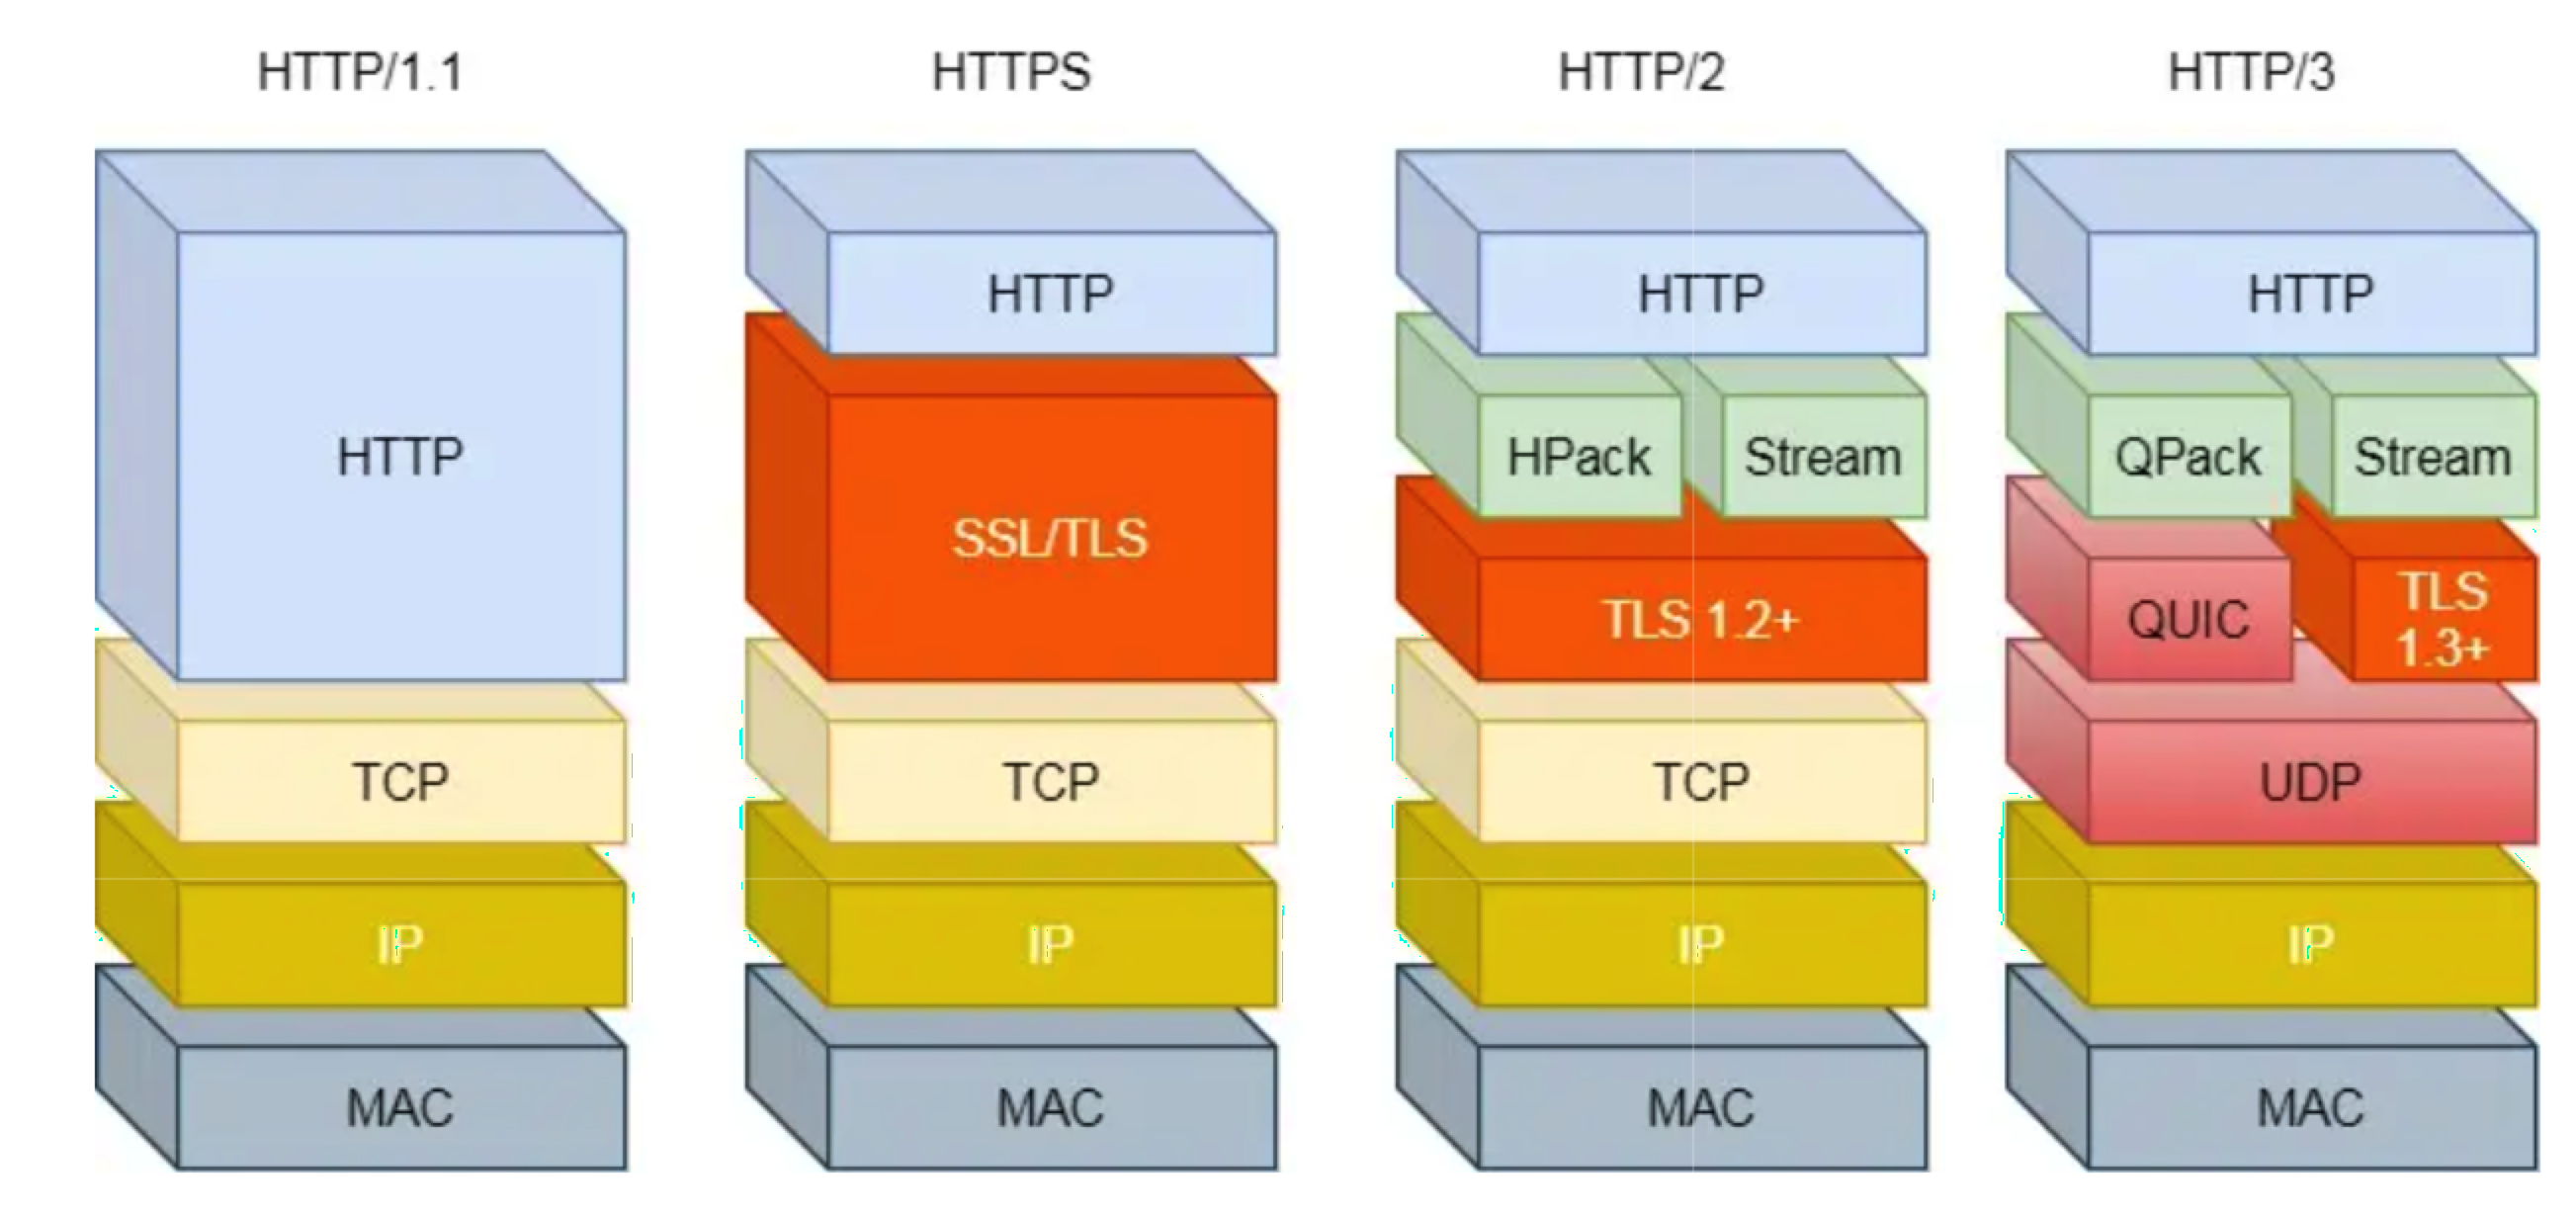 HTTP/1.1
HTTP
TCP
IP
MAC
HTTPS
HTTP
SSL/TLS
TCP
IP
MAC
HTTP/2
HTTP
HPack
Stream
TLS 1.2+
TCP
IP
MAC
HTTP/3
HTTP
QPack
Stream
QUIC
TLS
1.3+
UDP
IP
MAC